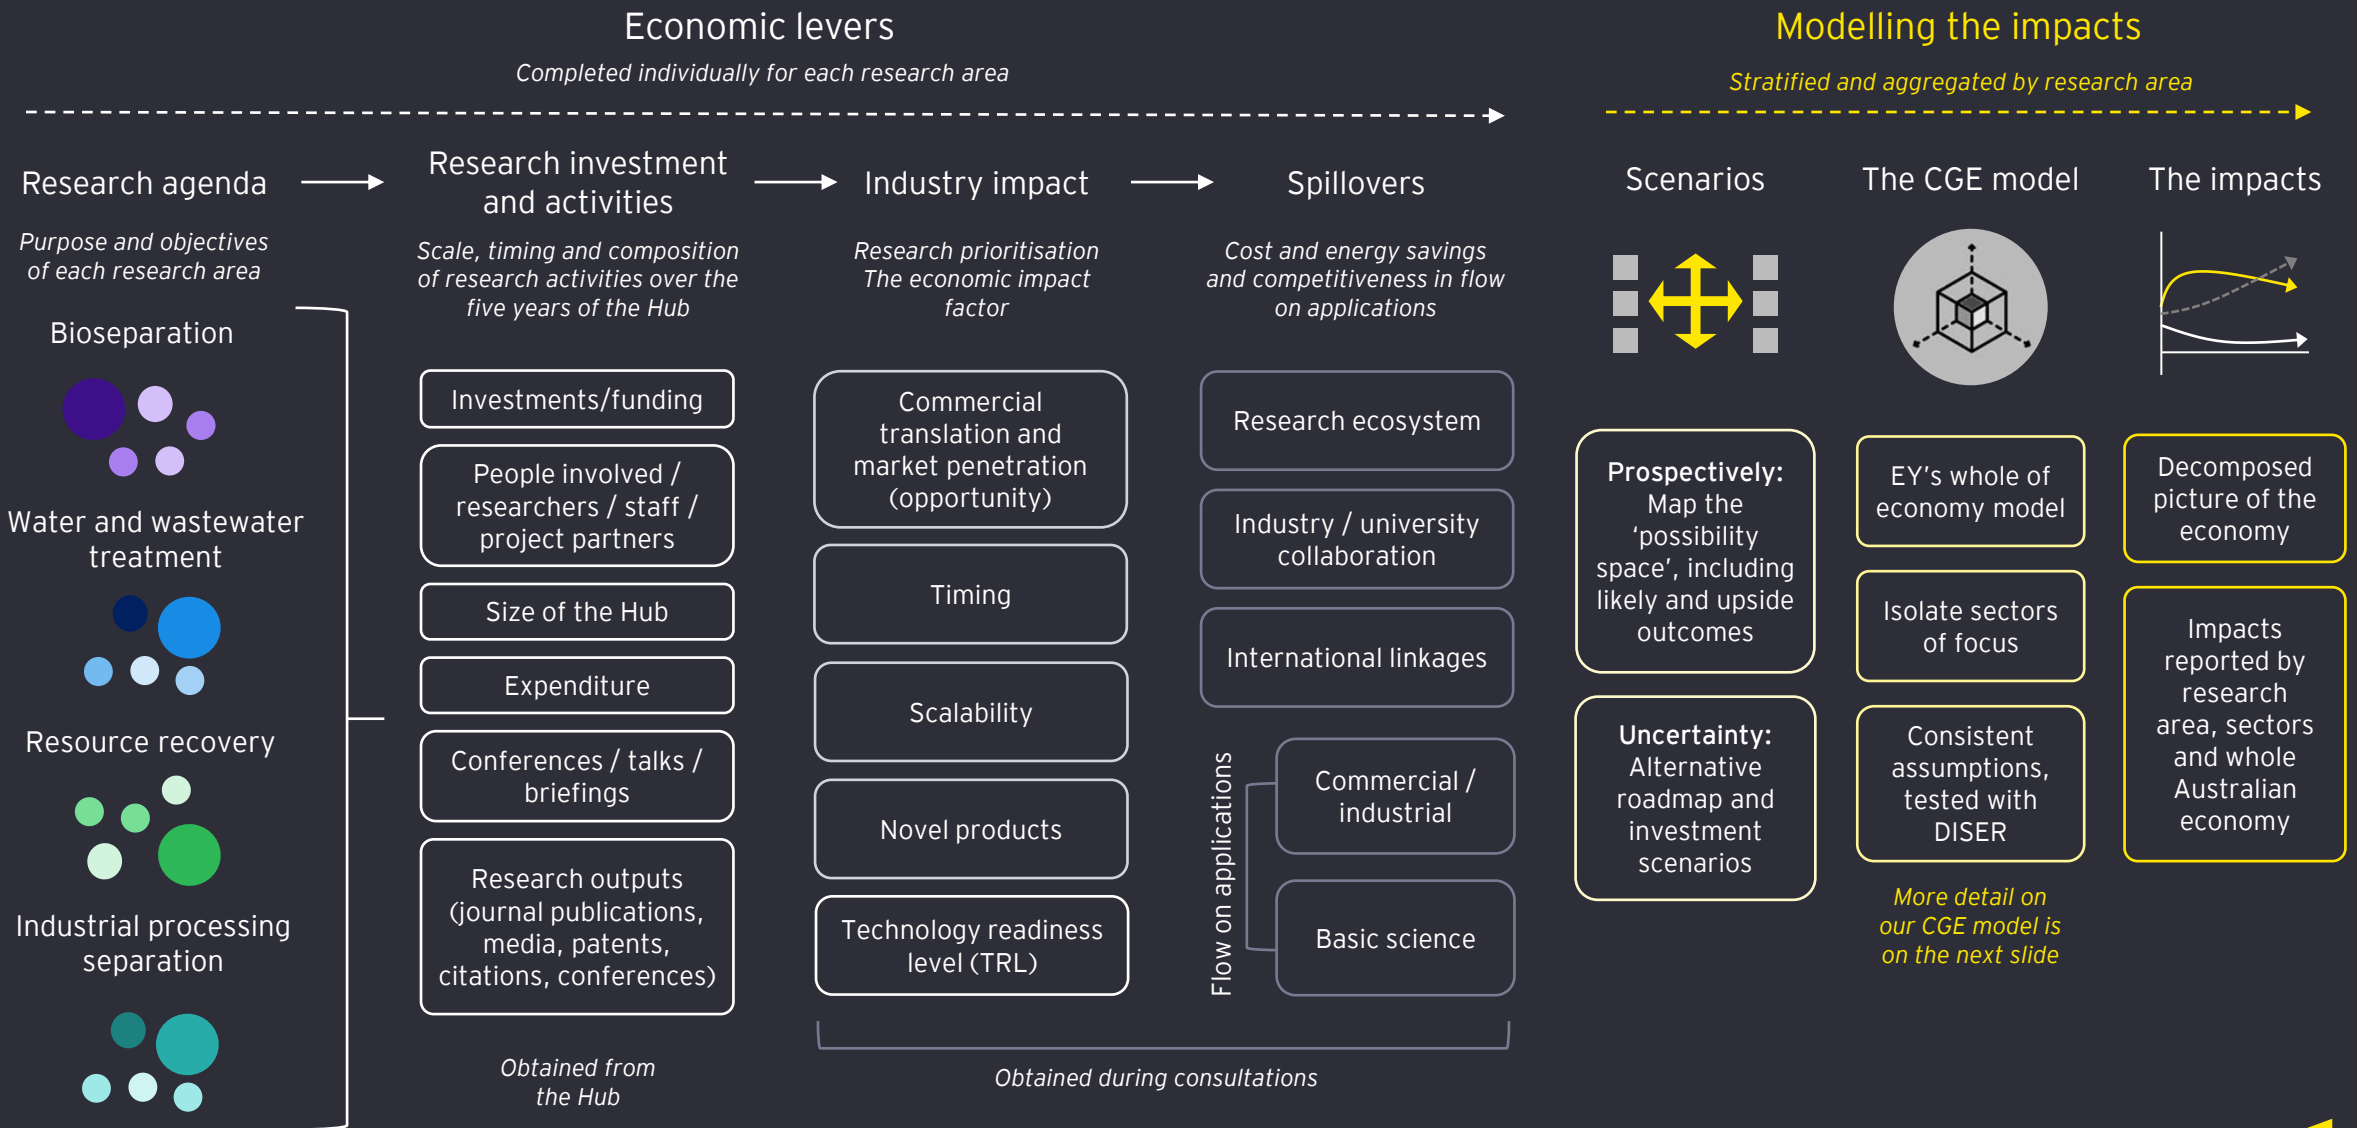 Economic levers
Completed individually for each research area
Modelling the impacts
Stratified and aggregated by research area
Research agenda
Purpose and objectives
of each research area
Bioseparation
Water and wastewater
treatment
Resource recovery
Industrial processing
separation
Research investment
and activities
Scale, timing and composition
of research activities over the
five years of the Hub
Investments/funding
People involved /
researchers / staff /
project partners
Size of the Hub
Expenditure
Conferences / talks /
briefings
Research outputs
(journal publications,
media, patents,
citations, conferences)
Obtained from
the Hub
Industry impact
Research prioritisation
The economic impact
factor
Commercial
translation and
market penetration
(opportunity)
Timing
Scalability
Novel products
Technology readiness
level (TRL)
Spillovers
Cost and energy savings
and competitiveness in flow
on applications
Research ecosystem
Industry / university
collaboration
International linkages
Flow on applications
Commercial /
industrial
Basic science
Obtained during consultations
Scenarios
Prospectively:
Map the
‘possibility
space’, including
likely and upside
outcomes
Uncertainty:
Alternative
roadmap and
investment
scenarios
The CGE model
EY’s whole of
economy model
Isolate sectors
of focus
Consistent
assumptions,
tested with
DISER
More detail on
our CGE model is
on the next slide
The impacts
Decomposed
picture of the
economy
Impacts
reported by
research
area, sectors
and whole
Australian
economy